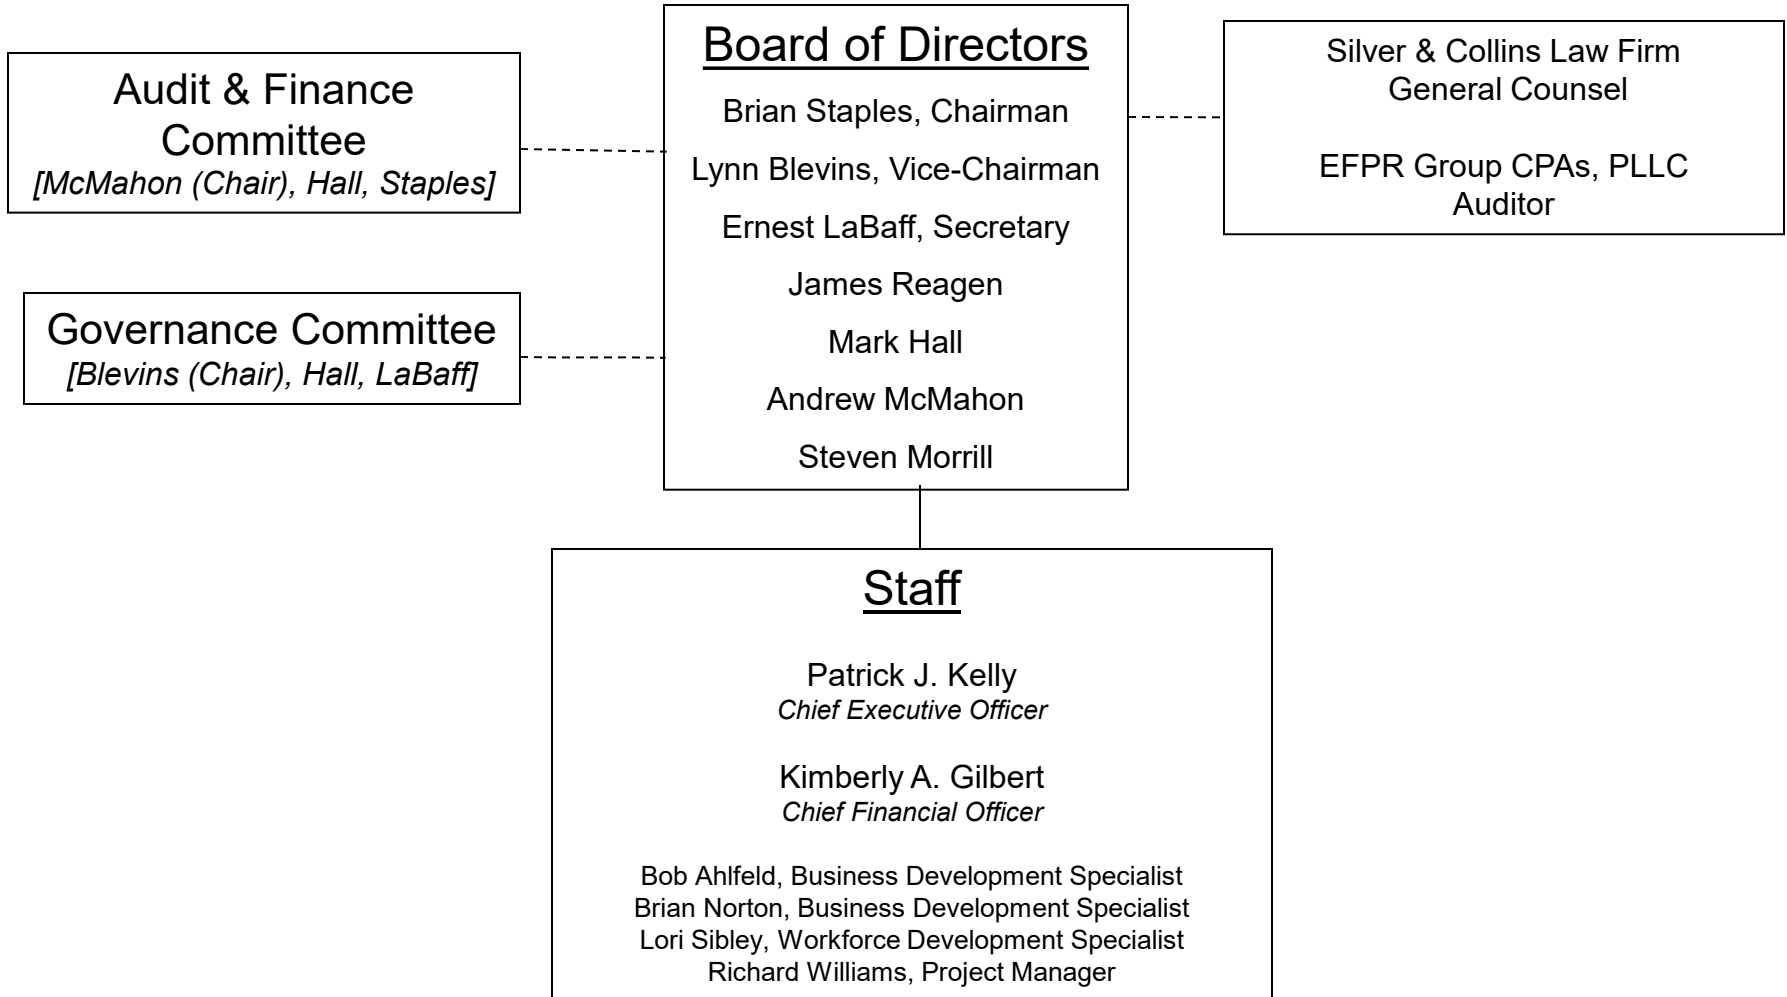 Audit & Finance
Committee
[McMahon (Chair), Hall, Staples]
Governance Committee
[Blevins (Chair), Hall, LaBaff]
Board of Directors
Brian Staples, Chairman
Lynn Blevins, Vice-Chairman
Ernest LaBaff, Secretary
James Reagen
Mark Hall
Andrew McMahon
Steven Morrill
Silver & Collins Law Firm
General Counsel
EFPR Group CPAs, PLLC
Auditor
Staff
Patrick J. Kelly
Chief Executive Officer
Kimberly A. Gilbert
Chief Financial Officer
Bob Ahlfeld, Business Development Specialist
Brian Norton, Business Development Specialist
Lori Sibley, Workforce Development Specialist
Richard Williams, Project Manager